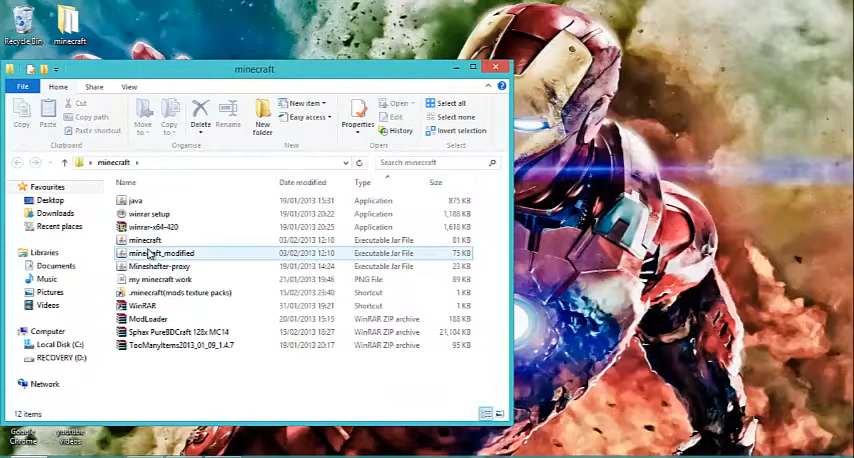 Recycle Bin
minecraft
minecraft
File
Home
Share
View
Copy
Paste
Cut
Copy path
Paste shortcut
Clipboard
Move to
Copy to
Delete
Rename
Organise
New folder
New item
Easy access
New
Properties
Open
Edit
History
Open
Select all
Select none
Invert selection
Select
minecraft
Search minecraft
Favourites
Desktop
Downloads
Recent places
Libraries
Documents
Music
Pictures
Videos
Computer
Local Disk (C:)
RECOVERY (D:)
Network
Name Date modified Type Size
java 19/01/2013 15:31 Application 875 KB
winrar setup 19/01/2013 20:22 Application 1,188 KB
winrar-x64-420 19/01/2013 20:25 Application 1,618 KB
minecraft 03/02/2013 12:10 Executable Jar File 81 KB
minecraft_modified 03/02/2013 12:10 Executable Jar File 75 KB
Mineshafter-proxy 19/01/2013 14:24 Executable Jar File 23 KB
my minecraft work 21/01/2013 19:46 PNG File 89 KB
.minecraft(mods texture packs) 15/02/2013 23:40 Shortcut 1 KB
WinRAR 31/01/2013 19:21 Shortcut 1 KB
ModLoader 20/01/2013 15:15 WinRAR ZIP archive 188 KB
Sphax PureBDCraft 128x MC14 15/02/2013 18:27 WinRAR ZIP archive 21,104 KB
TooManyItems2013_01_09_1.4.7 19/01/2013 20:17 WinRAR ZIP archive 95 KB
12 items
Google Chrome
youtube videos